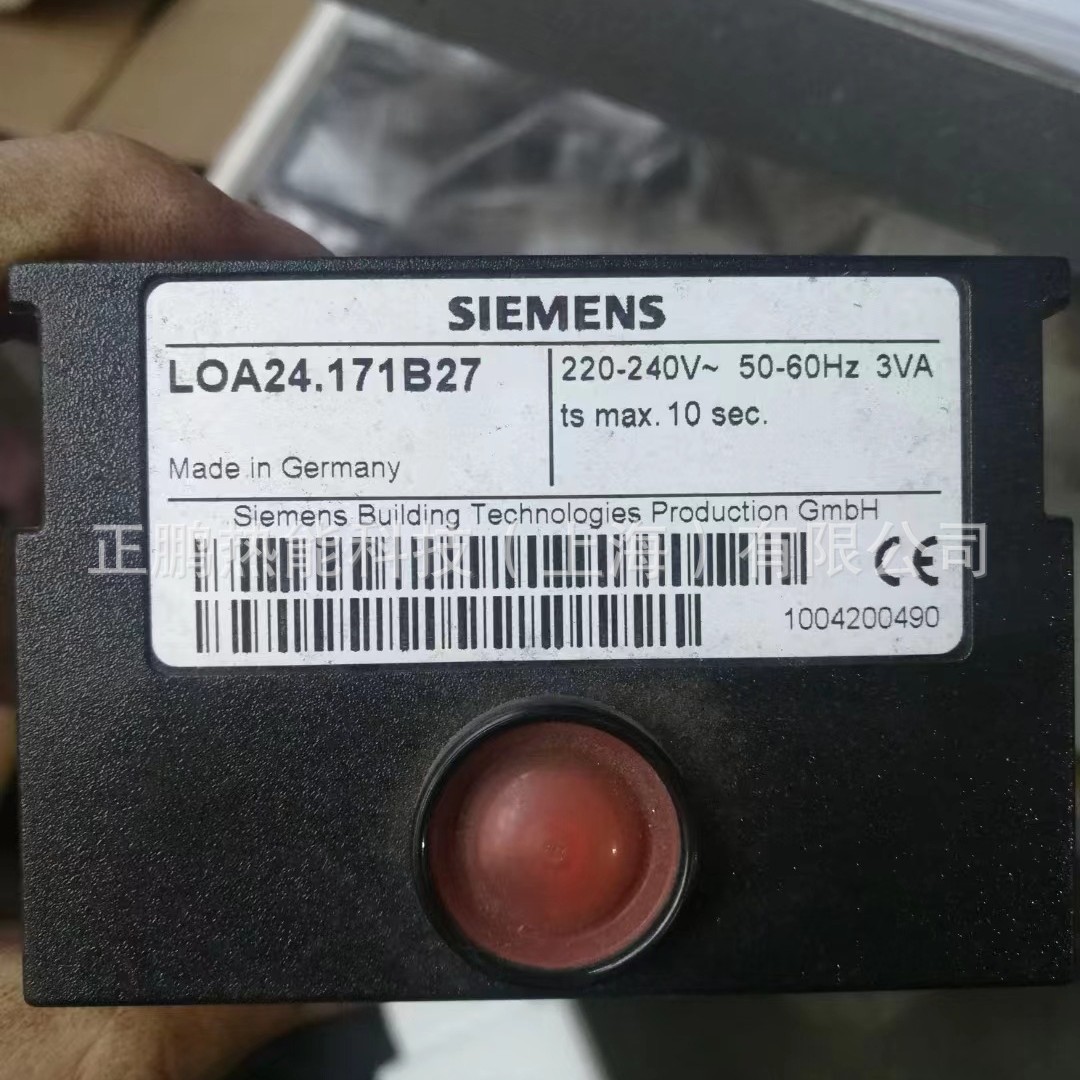 SIEMENS
LOA24.171B27
220-240V~ 50-60Hz 3VA
ts max. 10 sec.
Made in Germany
Siemens Building Technologies Production GmbH
正鹏热能科技（上海）有限公司
CE
1004200490